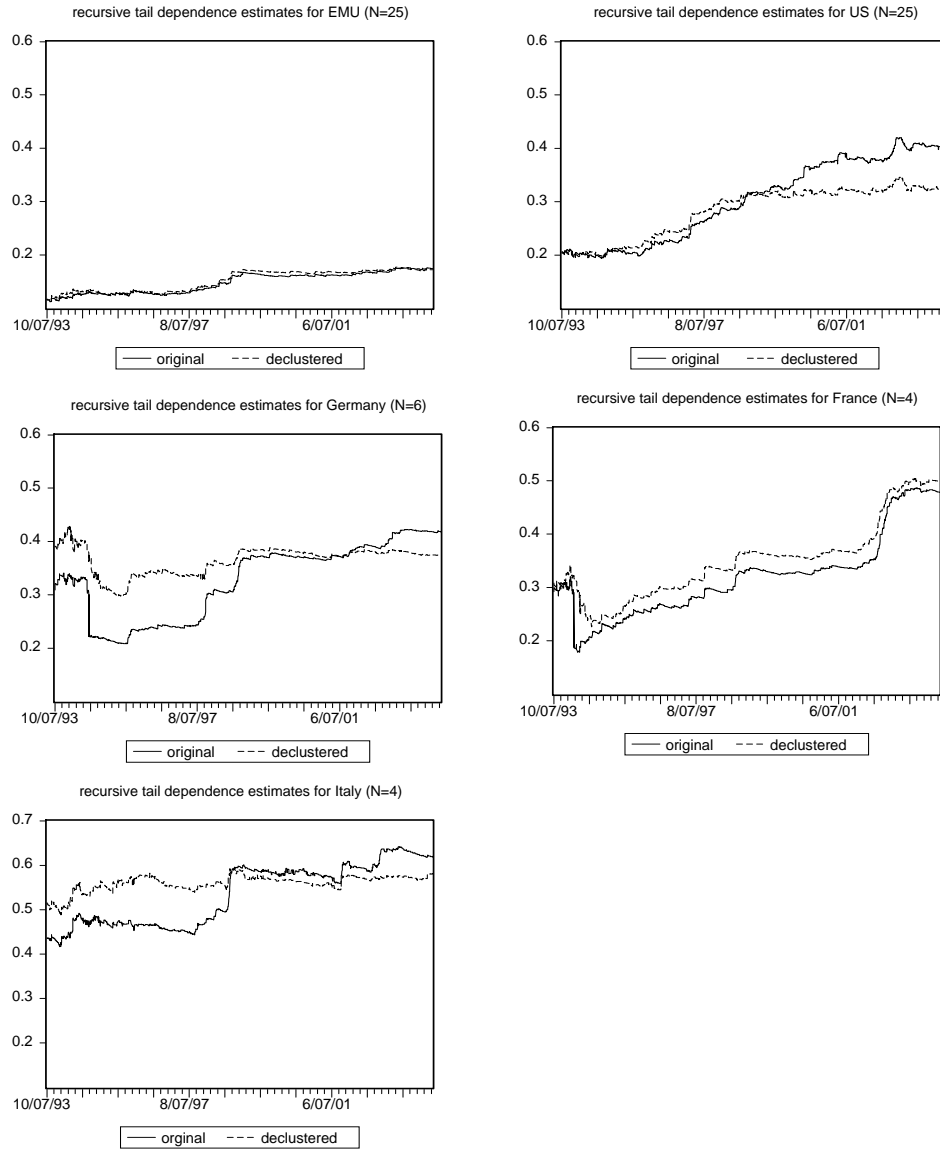 recursive tail dependence estimates for EMU (N=25)
0.6
0.5
0.4
0.3
0.2
10/07/93 8/07/97 6/07/01
original declustered
recursive tail dependence estimates for US (N=25)
0.6
0.5
0.4
0.3
0.2
10/07/93 8/07/97 6/07/01
original declustered
recursive tail dependence estimates for Germany (N=6)
0.6
0.5
0.4
0.3
0.2
10/07/93 8/07/97 6/07/01
original declustered
recursive tail dependence estimates for France (N=4)
0.6
0.5
0.4
0.3
0.2
10/07/93 8/07/97 6/07/01
original declustered
recursive tail dependence estimates for Italy (N=4)
0.7
0.6
0.5
0.4
0.3
0.2
10/07/93 8/07/97 6/07/01
orginal declustered